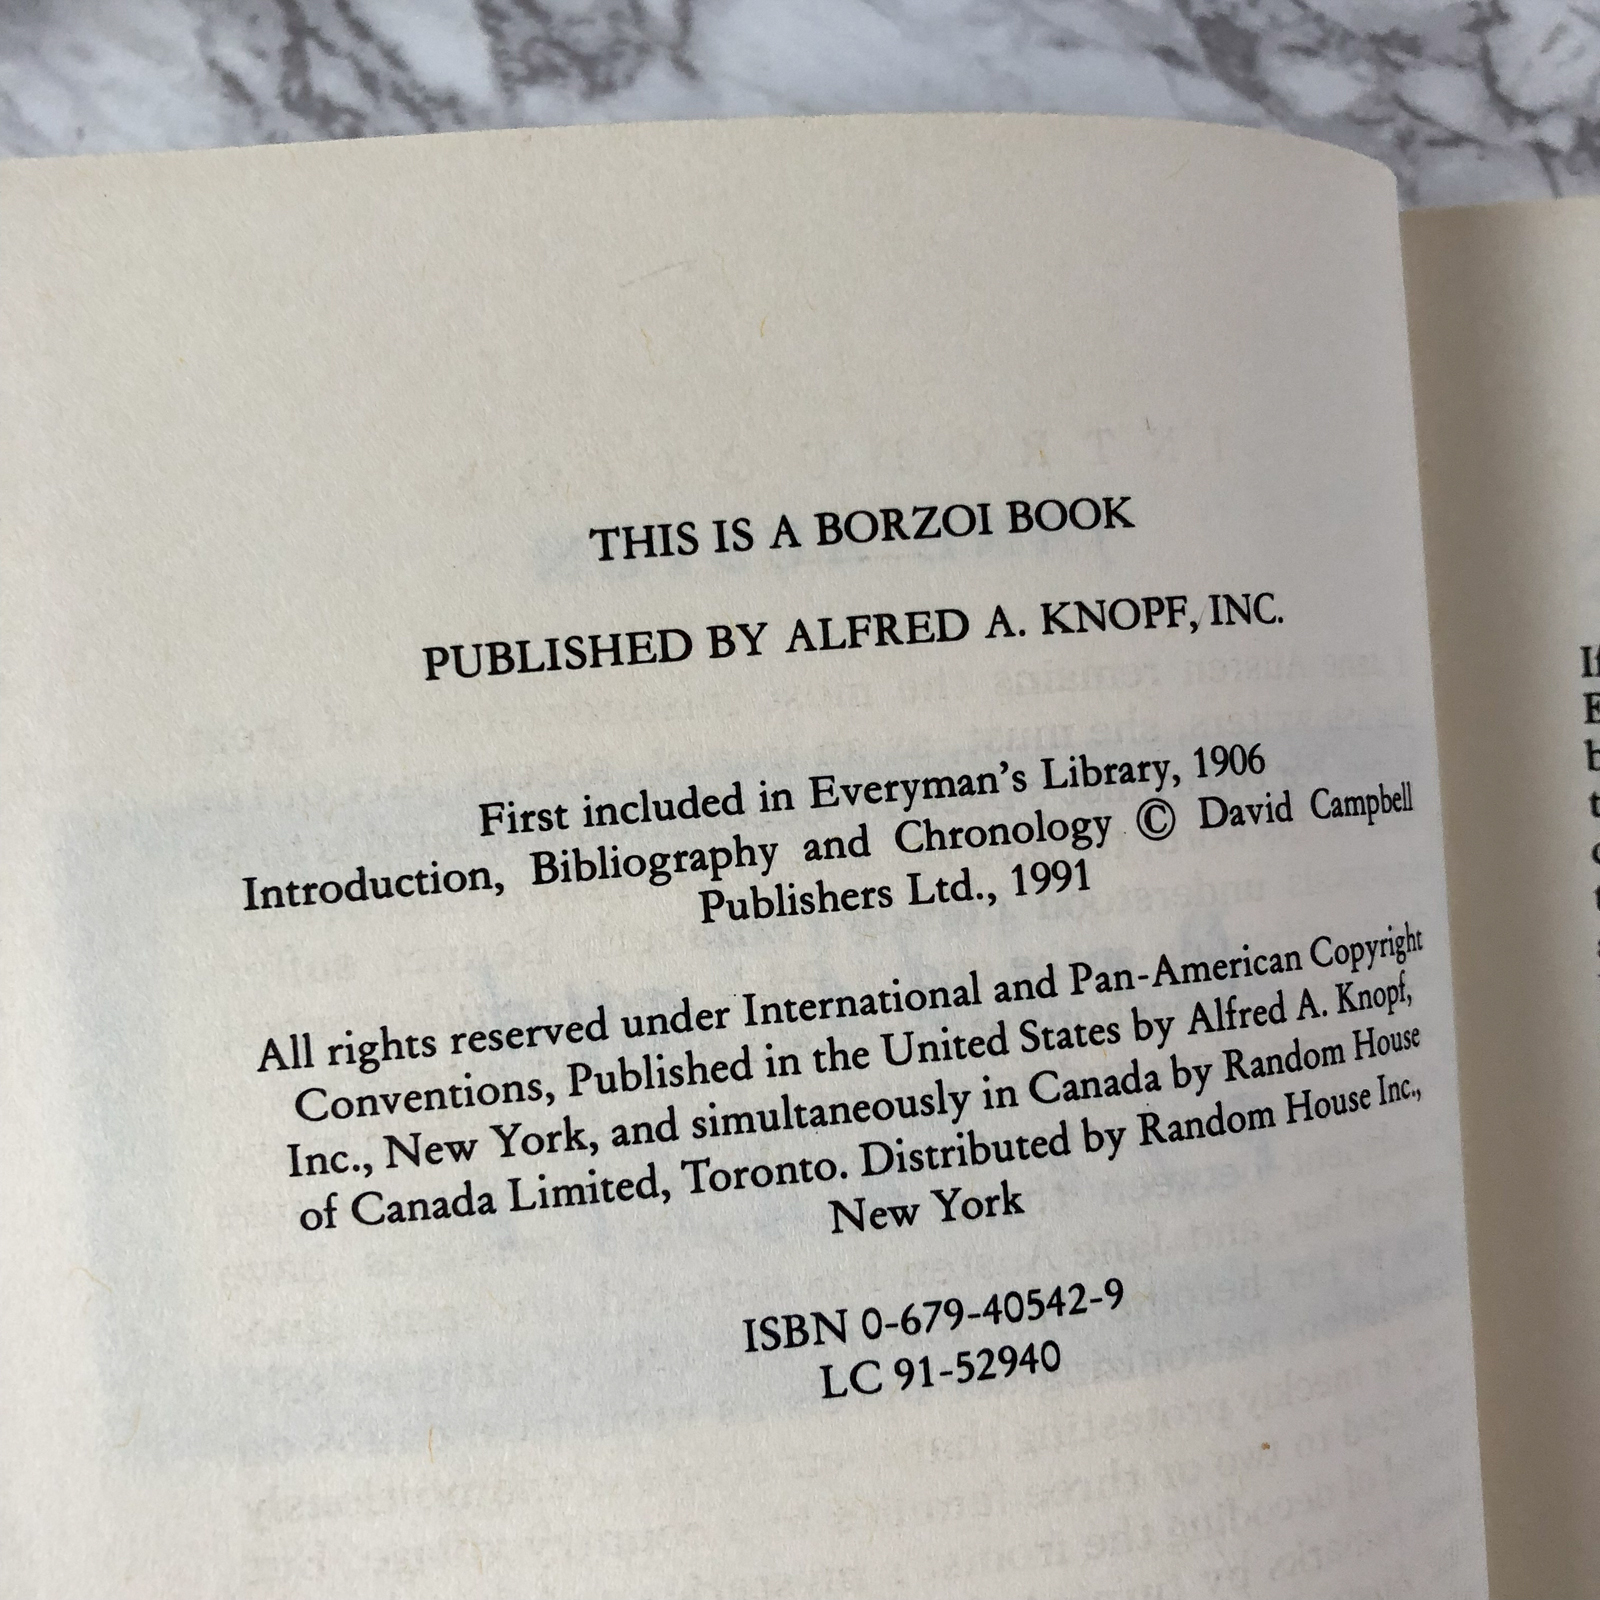 THIS IS A BORZOI BOOK
PUBLISHED BY ALFRED A. KNOPF, INC.
First included in Everyman's Library, 1906
Introduction, Bibliography and Chronology © David Campbell
Publishers Ltd., 1991
All rights reserved under International and Pan-American Copyright
Conventions, Published in the United States by Alfred A. Knopf,
Inc., New York, and simultaneously in Canada by Random House
of Canada Limited, Toronto. Distributed by Random House Inc.,
New York
ISBN 0-679-40542-9
LC 91-52940